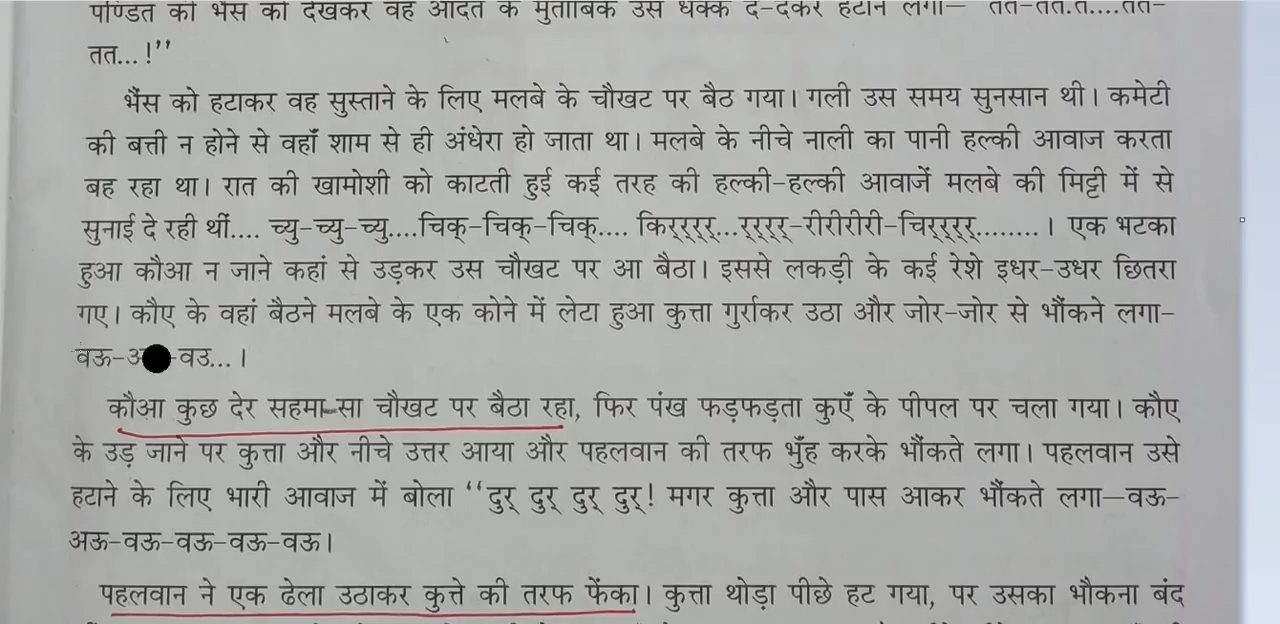 पण्डित की भैंस को देखकर वह आदत के मुताबिक उसे धक्के दे-देकर हटाने लगा— तत-तत.त....तत-
तत...!’’
भैंस को हटाकर वह सुस्ताने के लिए मलबे के चौखट पर बैठ गया। गली उस समय सुनसान थी। कमेटी
की बत्ती न होने से वहाँ शाम से ही अंधेरा हो जाता था। मलबे के नीचे नाली का पानी हल्की आवाज करता
बह रहा था। रात की खामोशी को काटती हुई कई तरह की हल्की-हल्की आवाजें मलबे की मिट्टी में से
सुनाई दे रही थीं.... च्यु-च्यु-च्यु....चिक्-चिक्-चिक्.... किर्र्र्र्...र्र्र्र्-रीरीरीरी-चिर्र्र्र्........। एक भटका
हुआ कौआ न जाने कहां से उड़कर उस चौखट पर आ बैठा। इससे लकड़ी के कई रेशे इधर-उधर छितरा
गए। कौए के वहां बैठने मलबे के एक कोने में लेटा हुआ कुत्ता गुर्राकर उठा और जोर-जोर से भौंकने लगा-
वऊ- -वउ...।
कौआ कुछ देर सहमा-सा चौखट पर बैठा रहा, फिर पंख फड़फड़ता कुएँ के पीपल पर चला गया। कौए
के उड़ जाने पर कुत्ता और नीचे उत्तर आया और पहलवान की तरफ भुँह करके भौंकते लगा। पहलवान उसे
हटाने के लिए भारी आवाज में बोला ‘‘दुर् दुर् दुर् दुर्! मगर कुत्ता और पास आकर भौंकते लगा—वऊ-
अऊ-वऊ-वऊ-वऊ-वऊ।
पहलवान ने एक ढेला उठाकर कुत्ते की तरफ फेंका। कुत्ता थोड़ा पीछे हट गया, पर उसका भौकना बंद